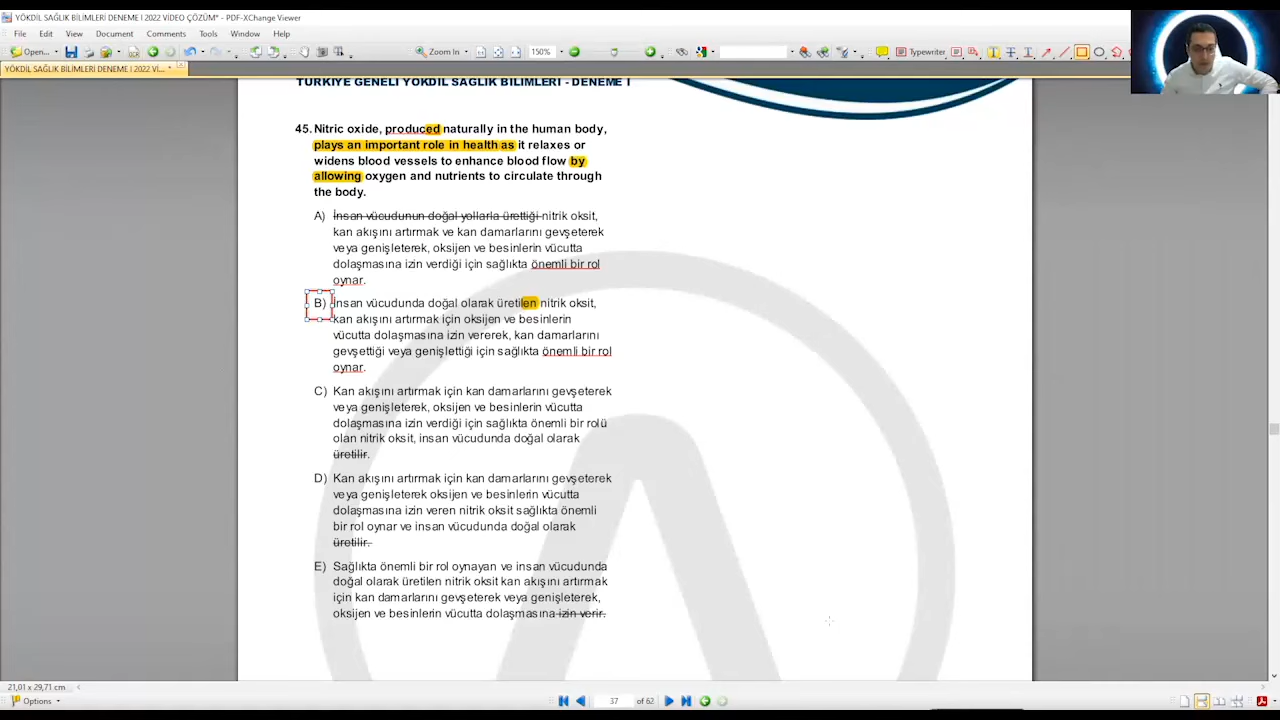 YÖKDİL SAĞLIK BİLİMLERİ DENEME I 2022 VİDEO ÇÖZÜM* - PDF-XChange Viewer
File Edit View Document Comments Tools Window Help
Open... Zoom In 150% Typewriter
YÖKDİL SAĞLIK BİLİMLERİ DENEME I 2022 Vİ... *
TÜRKİYE GENELİ YÖKDİL SAĞLIK BİLİMLERİ - DENEME I
45. Nitric oxide, produced naturally in the human body,
plays an important role in health as it relaxes or
widens blood vessels to enhance blood flow by
allowing oxygen and nutrients to circulate through
the body.
A) İnsan vücudunun doğal yollarla ürettiği nitrik oksit,
kan akışını artırmak ve kan damarlarını gevşeterek
veya genişleterek, oksijen ve besinlerin vücutta
dolaşmasına izin verdiği için sağlıkta önemli bir rol
oynar.
B) İnsan vücudunda doğal olarak üretilen nitrik oksit,
kan akışını artırmak için oksijen ve besinlerin
vücutta dolaşmasına izin vererek, kan damarlarını
gevşettiği veya genişlettiği için sağlıkta önemli bir rol
oynar.
C) Kan akışını artırmak için kan damarlarını gevşeterek
veya genişleterek, oksijen ve besinlerin vücutta
dolaşmasına izin verdiği için sağlıkta önemli bir rolü
olan nitrik oksit, insan vücudunda doğal olarak
üretilir.
D) Kan akışını artırmak için kan damarlarını gevşeterek
veya genişleterek oksijen ve besinlerin vücutta
dolaşmasına izin veren nitrik oksit sağlıkta önemli
bir rol oynar ve insan vücudunda doğal olarak
üretilir.
E) Sağlıkta önemli bir rol oynayan ve insan vücudunda
doğal olarak üretilen nitrik oksit kan akışını artırmak
için kan damarlarını gevşeterek veya genişleterek,
oksijen ve besinlerin vücutta dolaşmasına izin verir.
21,01 x 29,71 cm
Options 37 of 62